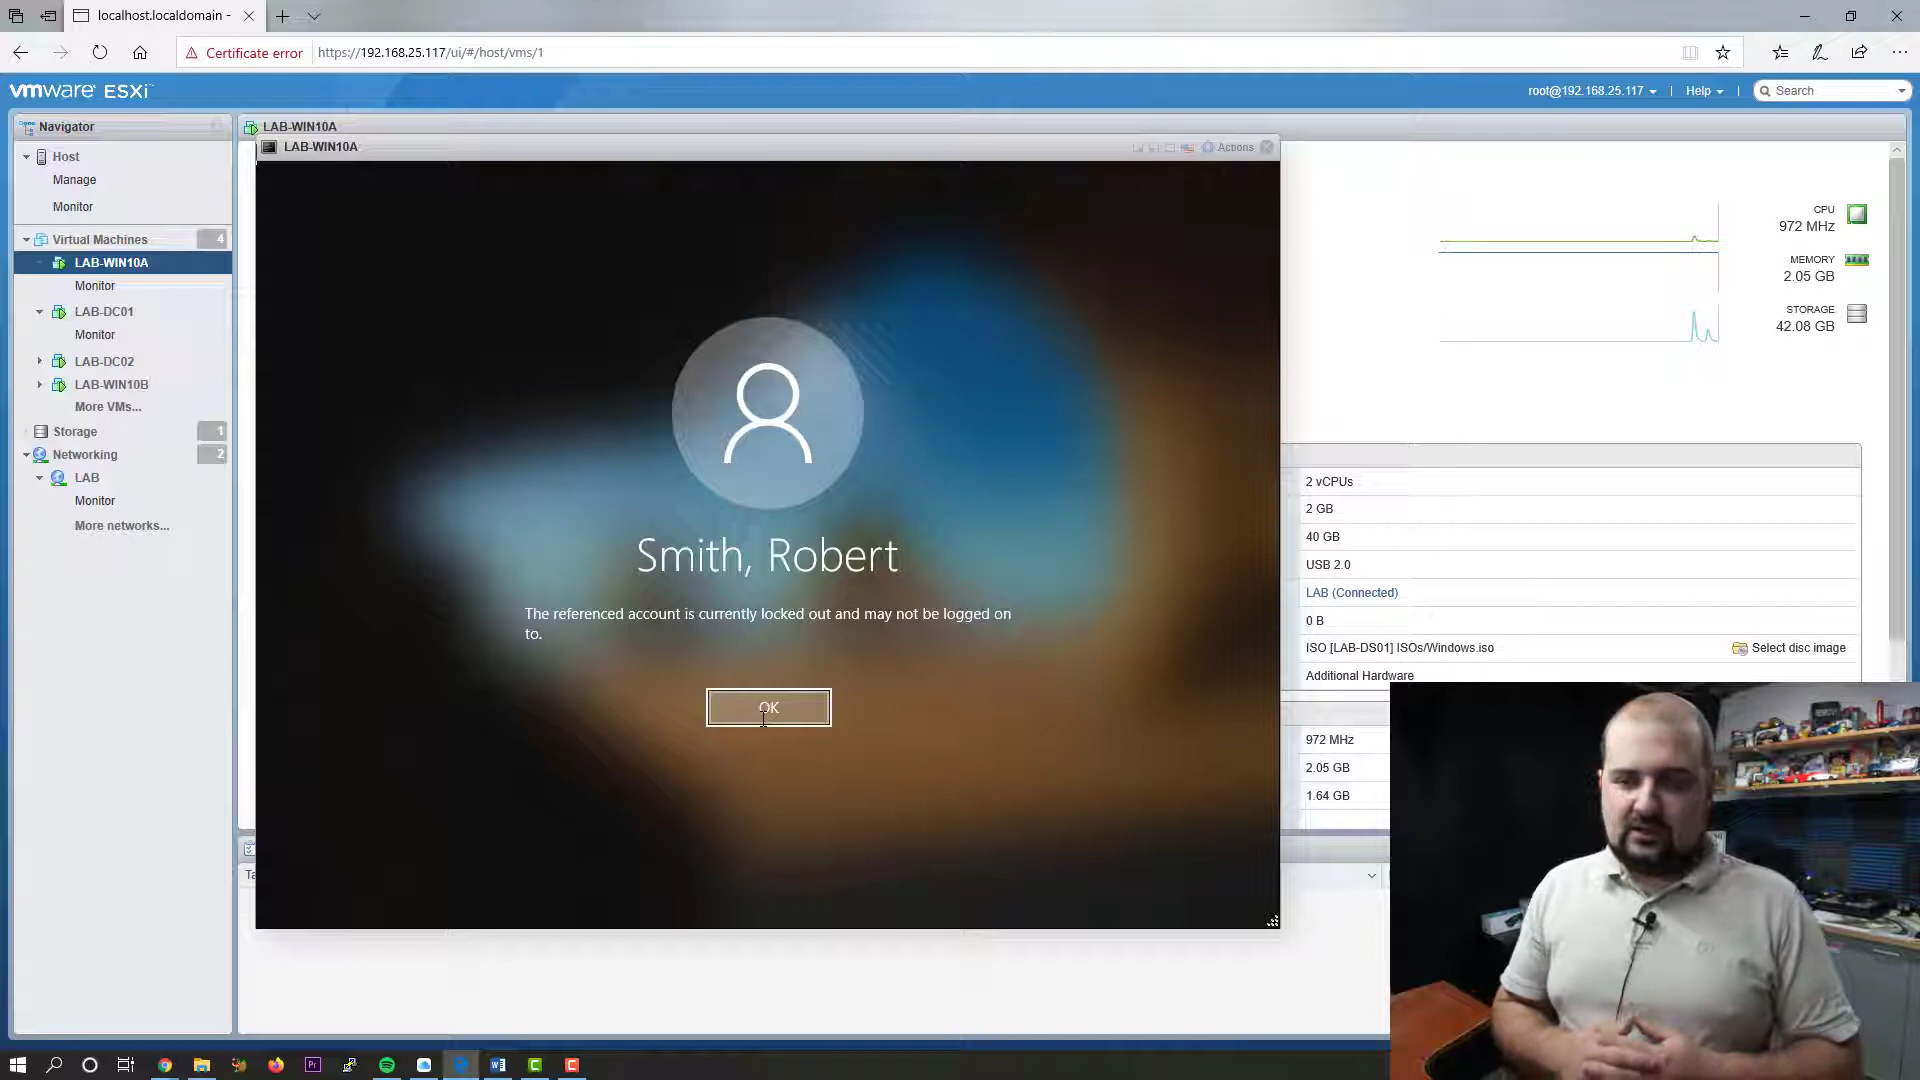 localhost.localdomain -
Certificate error
https://192.168.25.117/ui/#/host/vms/1
vmware ESXi
root@192.168.25.117
Help
Search
Navigator
LAB-WIN10A
LAB-WIN10A
Actions
Host
Manage
Monitor
Virtual Machines
4
LAB-WIN10A
Monitor
LAB-DC01
Monitor
LAB-DC02
LAB-WIN10B
More VMs...
Storage
1
Networking
2
LAB
Monitor
More networks...
Smith, Robert
The referenced account is currently locked out and may not be logged on
to.
OK
CPU
972 MHz
MEMORY
2.05 GB
STORAGE
42.08 GB
2 vCPUs
2 GB
40 GB
USB 2.0
LAB (Connected)
0 B
ISO [LAB-DS01] ISOs/Windows.iso
Select disc image
Additional Hardware
972 MHz
2.05 GB
1.64 GB
Ta
Pr